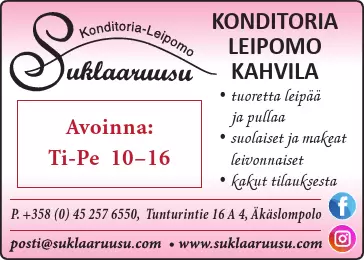 Konditoria-Leipomo
Suklaaruusu
KONDITORIA
LEIPOMO
KAHVILA
• tuoretta leipää
ja pullaa
• suolaiset ja makeat
leivonnaiset
• kakut tilauksesta
Avoinna:
Ti-Pe 10–16
P. +358 (0) 45 257 6550, Tunturintie 16 A 4, Äkäslompolo
posti@suklaaruusu.com • www.suklaaruusu.com